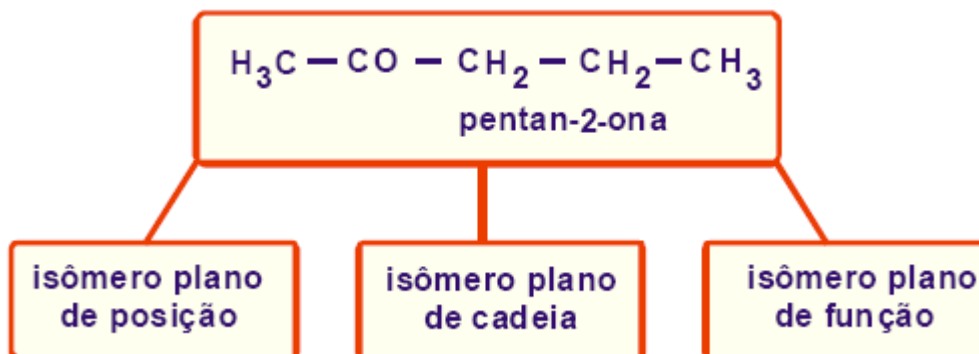 H₃C — CO — CH₂ — CH₂ — CH₃
pentan-2-ona
isômero plano
de posição
isômero plano
de cadeia
isômero plano
de função